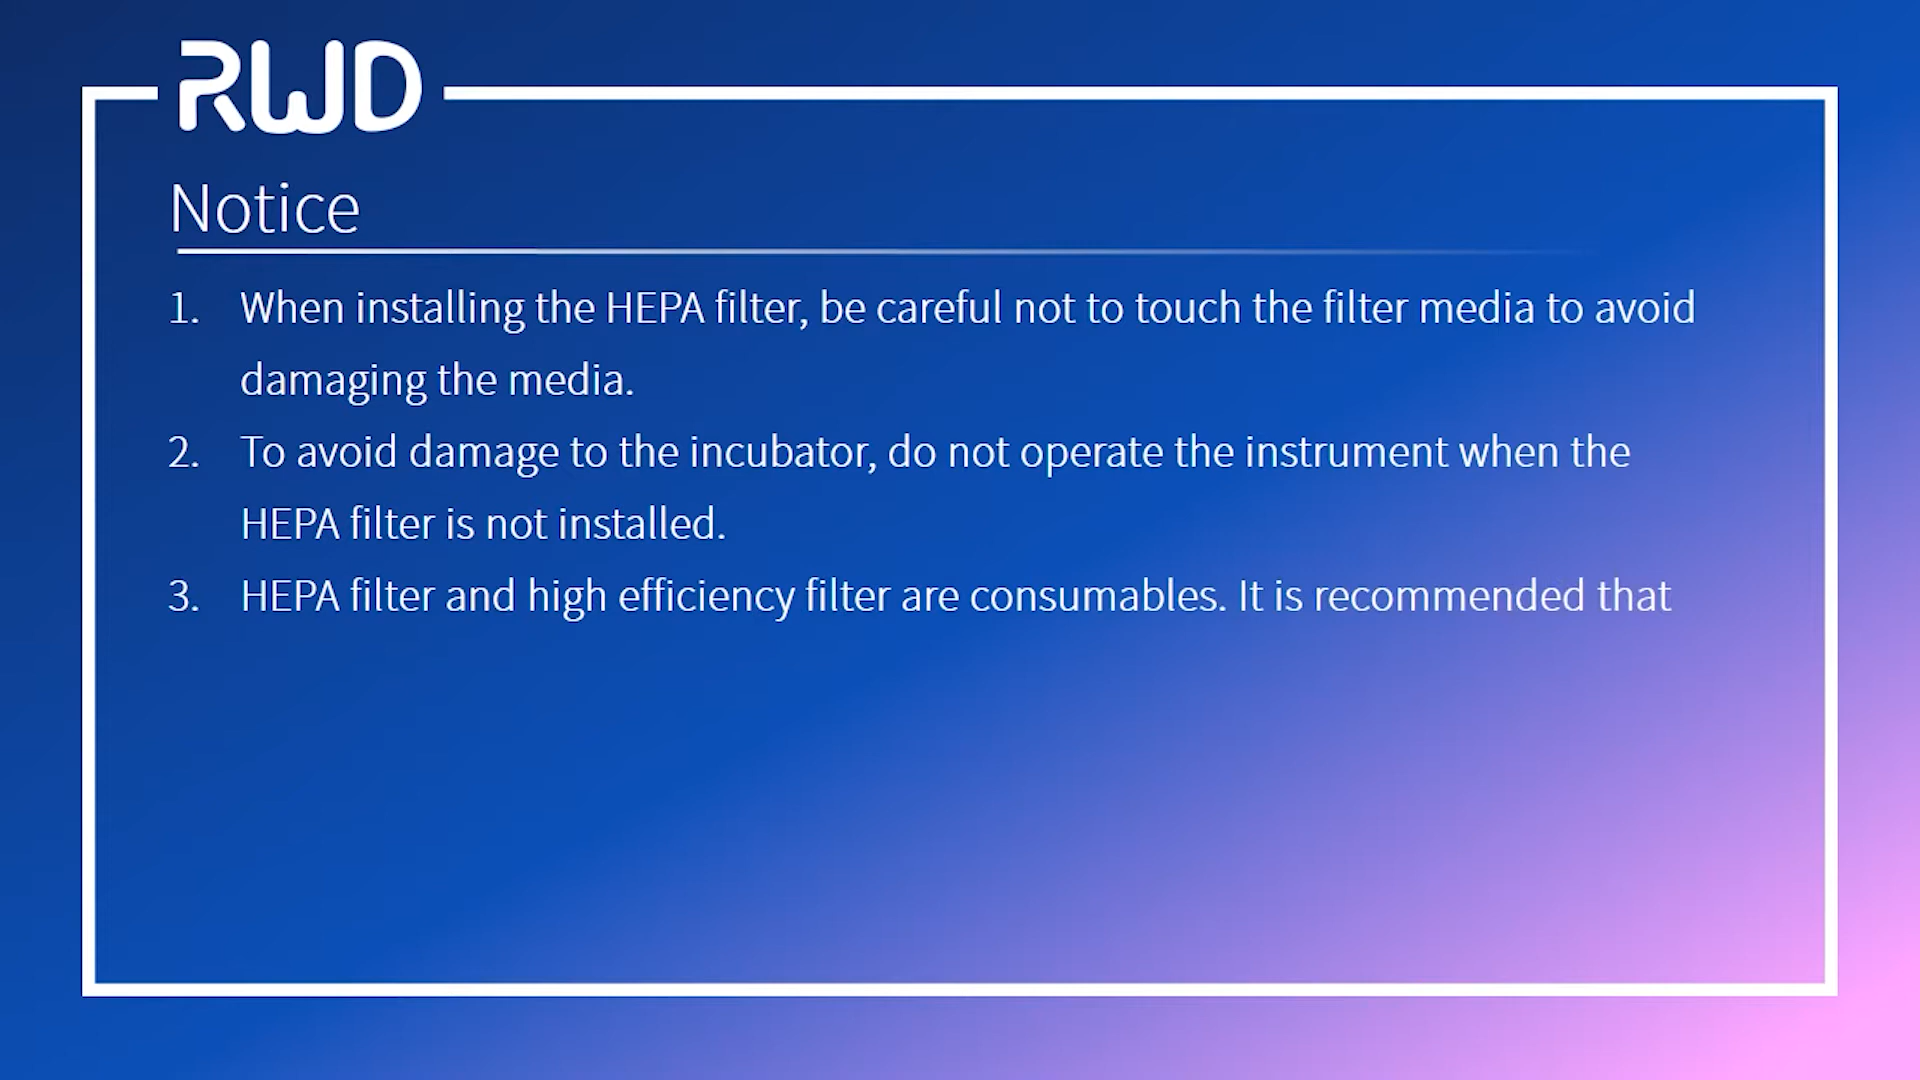 RWD
Notice
1. When installing the HEPA filter, be careful not to touch the filter media to avoid
damaging the media.
2. To avoid damage to the incubator, do not operate the instrument when the
HEPA filter is not installed.
3. HEPA filter and high efficiency filter are consumables. It is recommended that